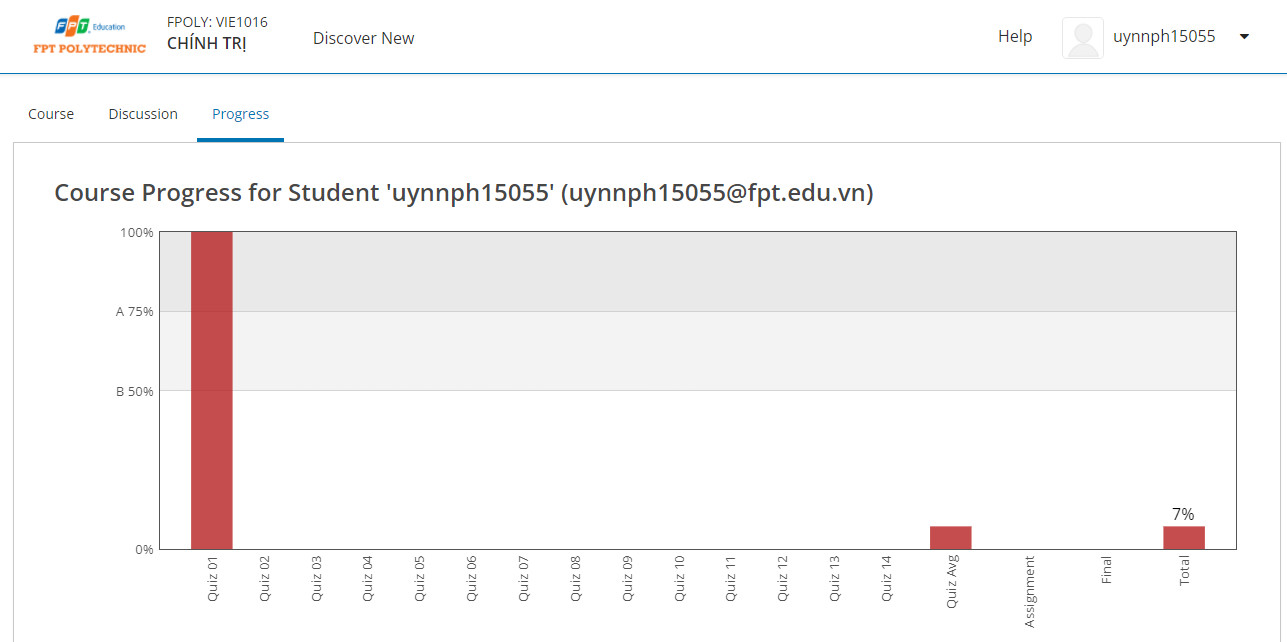 FPT Education
FPT POLYTECHNIC
FPOLY: VIE1016
CHÍNH TRỊ
Discover New
Help
uynnph15055
Course
Discussion
Progress
Course Progress for Student 'uynnph15055' (uynnph15055@fpt.edu.vn)
100%
A 75%
B 50%
0%
7%
Quiz 01
Quiz 02
Quiz 03
Quiz 04
Quiz 05
Quiz 06
Quiz 07
Quiz 08
Quiz 09
Quiz 10
Quiz 11
Quiz 12
Quiz 13
Quiz 14
Quiz Avg
Assignment
Final
Total